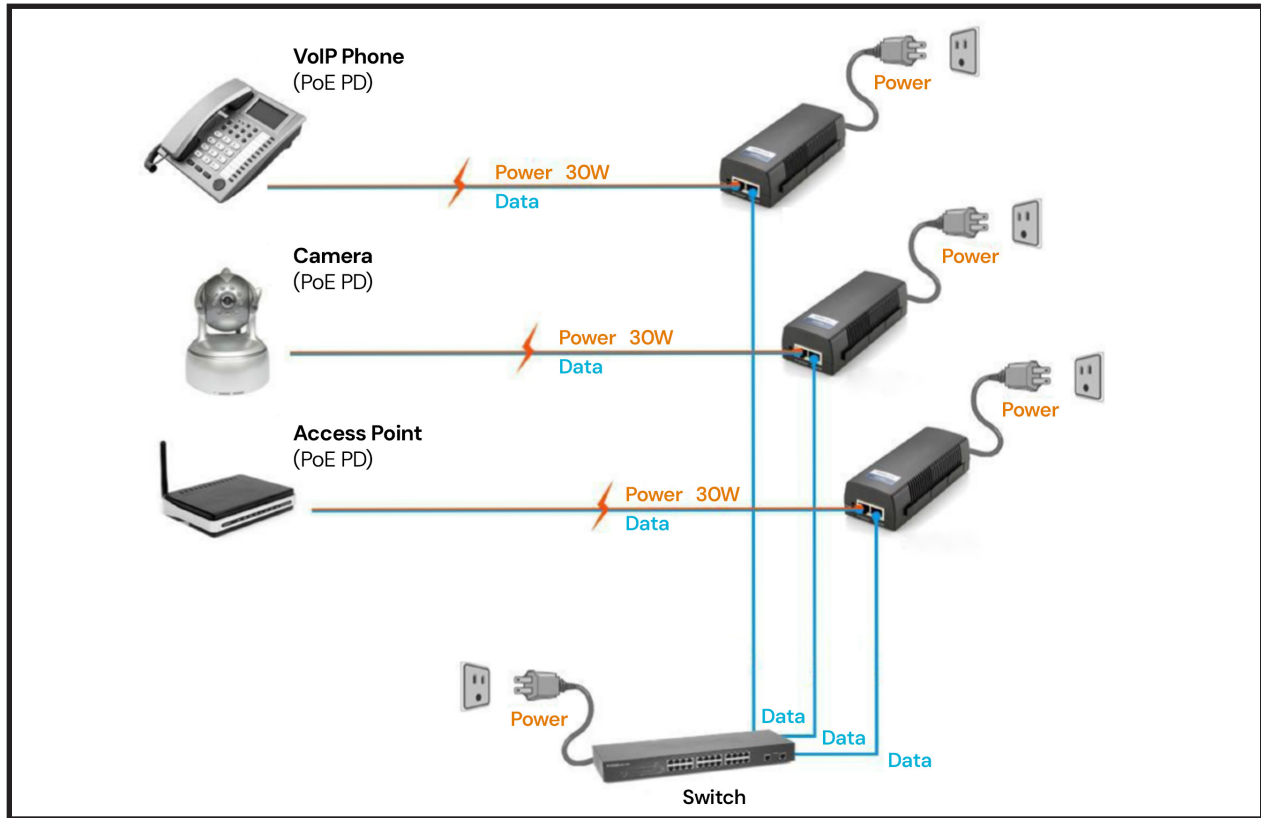 VoIP Phone
(PoE PD)
Power
Power 30W
Data
Camera
(PoE PD)
Power
Power 30W
Data
Access Point
(PoE PD)
Power
Power 30W
Data
Power
Data
Data
Data
Switch